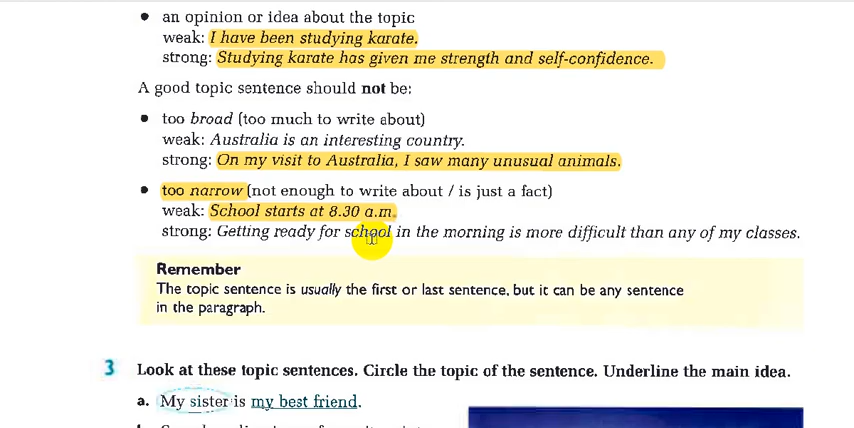 • an opinion or idea about the topic
weak: I have been studying karate.
strong: Studying karate has given me strength and self-confidence.
A good topic sentence should not be:
• too broad (too much to write about)
weak: Australia is an interesting country.
strong: On my visit to Australia, I saw many unusual animals.
• too narrow (not enough to write about / is just a fact)
weak: School starts at 8.30 a.m.
strong: Getting ready for school in the morning is more difficult than any of my classes.
Remember
The topic sentence is usually the first or last sentence, but it can be any sentence
in the paragraph.
3 Look at these topic sentences. Circle the topic of the sentence. Underline the main idea.
a. My sister is my best friend.